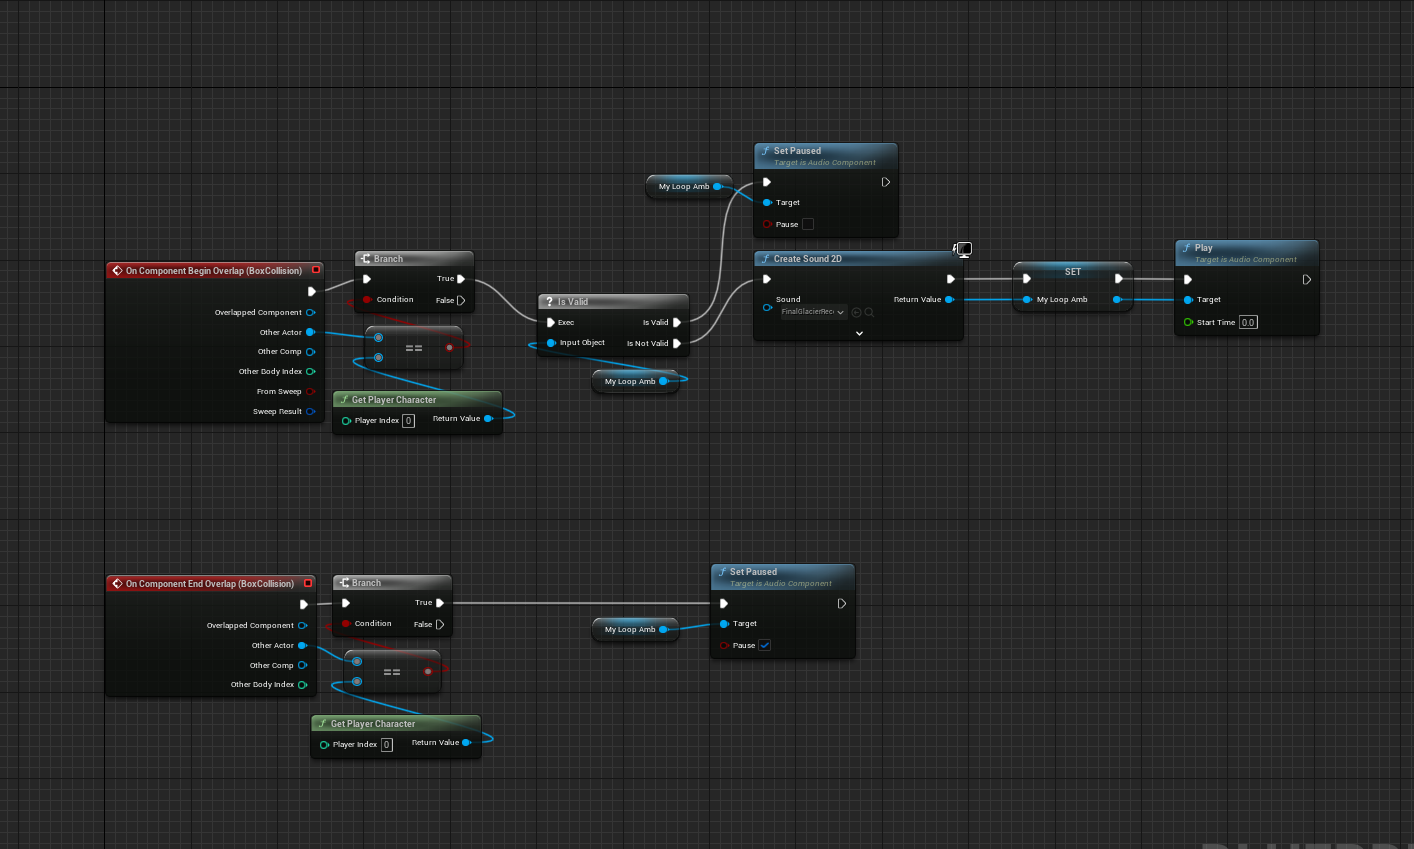 Set Paused
Target is Audio Component
My Loop Amb
Target
Pause
On Component Begin Overlap (BoxCollision)
Overlapped Component
Other Actor
Other Comp
Other Body Index
From Sweep
Sweep Result
Branch
True
Condition
False
==
Get Player Character
Player Index
0
Return Value
Is Valid
Exec
Is Valid
Input Object
Is Not Valid
My Loop Amb
Create Sound 2D
Sound
FinalGlacierRec
Return Value
SET
My Loop Amb
Play
Target is Audio Component
Target
Start Time
0.0
On Component End Overlap (BoxCollision)
Overlapped Component
Other Actor
Other Comp
Other Body Index
Branch
True
Condition
False
==
Get Player Character
Player Index
0
Return Value
My Loop Amb
Set Paused
Target is Audio Component
Target
Pause